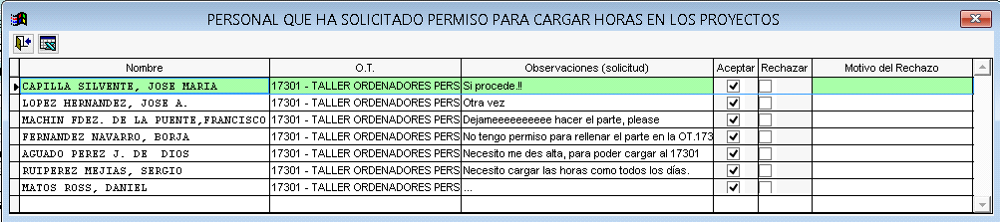 PERSONAL QUE HA SOLICITADO PERMISO PARA CARGAR HORAS EN LOS PROYECTOS
Nombre O.T. Observaciones (solicitud) Aceptar Rechazar Motivo del Rechazo
CAPILLA SILVENTE, JOSE MARIA 17301 - TALLER ORDENADORES PERS Si procede.!!
LOPEZ HERNANDEZ, JOSE A. 17301 - TALLER ORDENADORES PERS Otra vez
MACHIN FDEZ. DE LA PUENTE,FRANCISCO 17301 - TALLER ORDENADORES PERS Dejameeeeeeeeee hacer el parte, please
FERNANDEZ NAVARRO, BORJA 17301 - TALLER ORDENADORES PERS No tengo permiso para rellenar el parte en la OT.173
AGUADO PEREZ J. DE DIOS 17301 - TALLER ORDENADORES PERS Necesito me des alta, para poder cargar al 17301
RUIPEREZ MEJIAS, SERGIO 17301 - TALLER ORDENADORES PERS Necesito cargar las horas como todos los días.
MATOS ROSS, DANIEL 17301 - TALLER ORDENADORES PERS ...